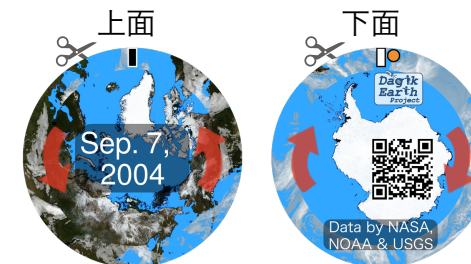 上面
下面
Sep. 7,
2004
Dagik
Earth
Project
Data by NASA,
NOAA & USGS